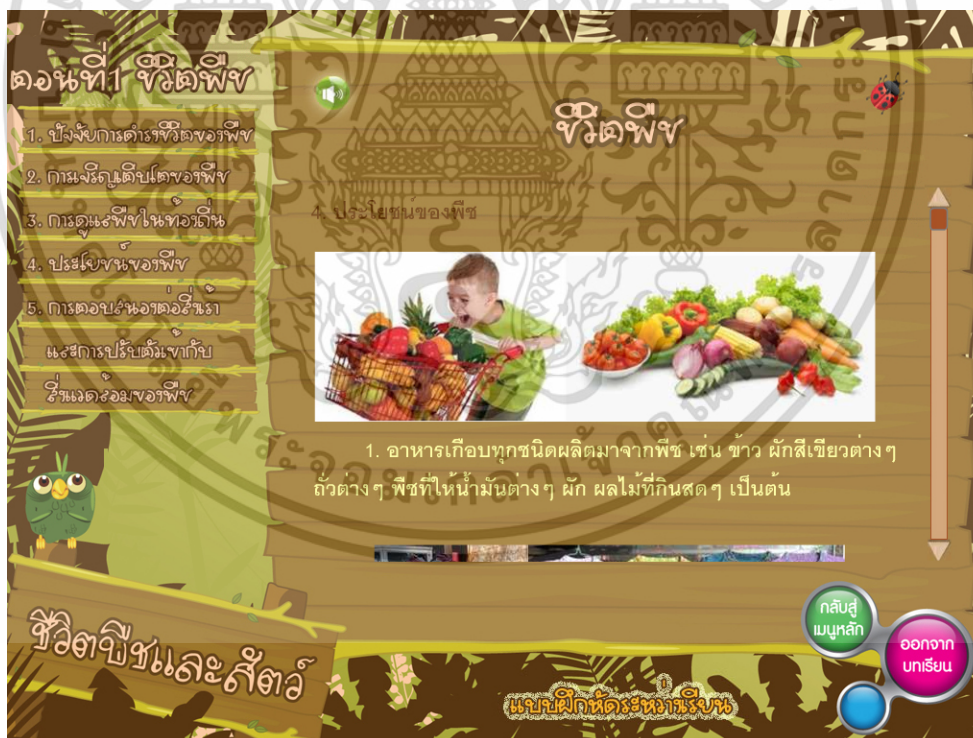 ตอนที่1 ชีวิตพืช
1. ปัจจัยการดำรงชีวิตของพืช
2. การเจริญเติบโตของพืช
3. การดูแลพืชในท้องถิ่น
4. ประโยชน์ของพืช
5. การตอบสนองต่อสิ่งเร้า
และการปรับตัวเข้ากับ
สิ่งแวดล้อมของพืช
ชีวิตพืช
4. ประโยชน์ของพืช
1. อาหารเกือบทุกชนิดผลิตมาจากพืช เช่น ข้าว ผักสีเขียวต่างๆ
ถั่วต่างๆ พืชที่ให้น้ำมันต่างๆ ผัก ผลไม้ที่กินสดๆ เป็นต้น
ชีวิตพืชและสัตว์
แบบฝึกหัดระหว่างเรียน
กลับสู่
เมนูหลัก
ออกจาก
บทเรียน